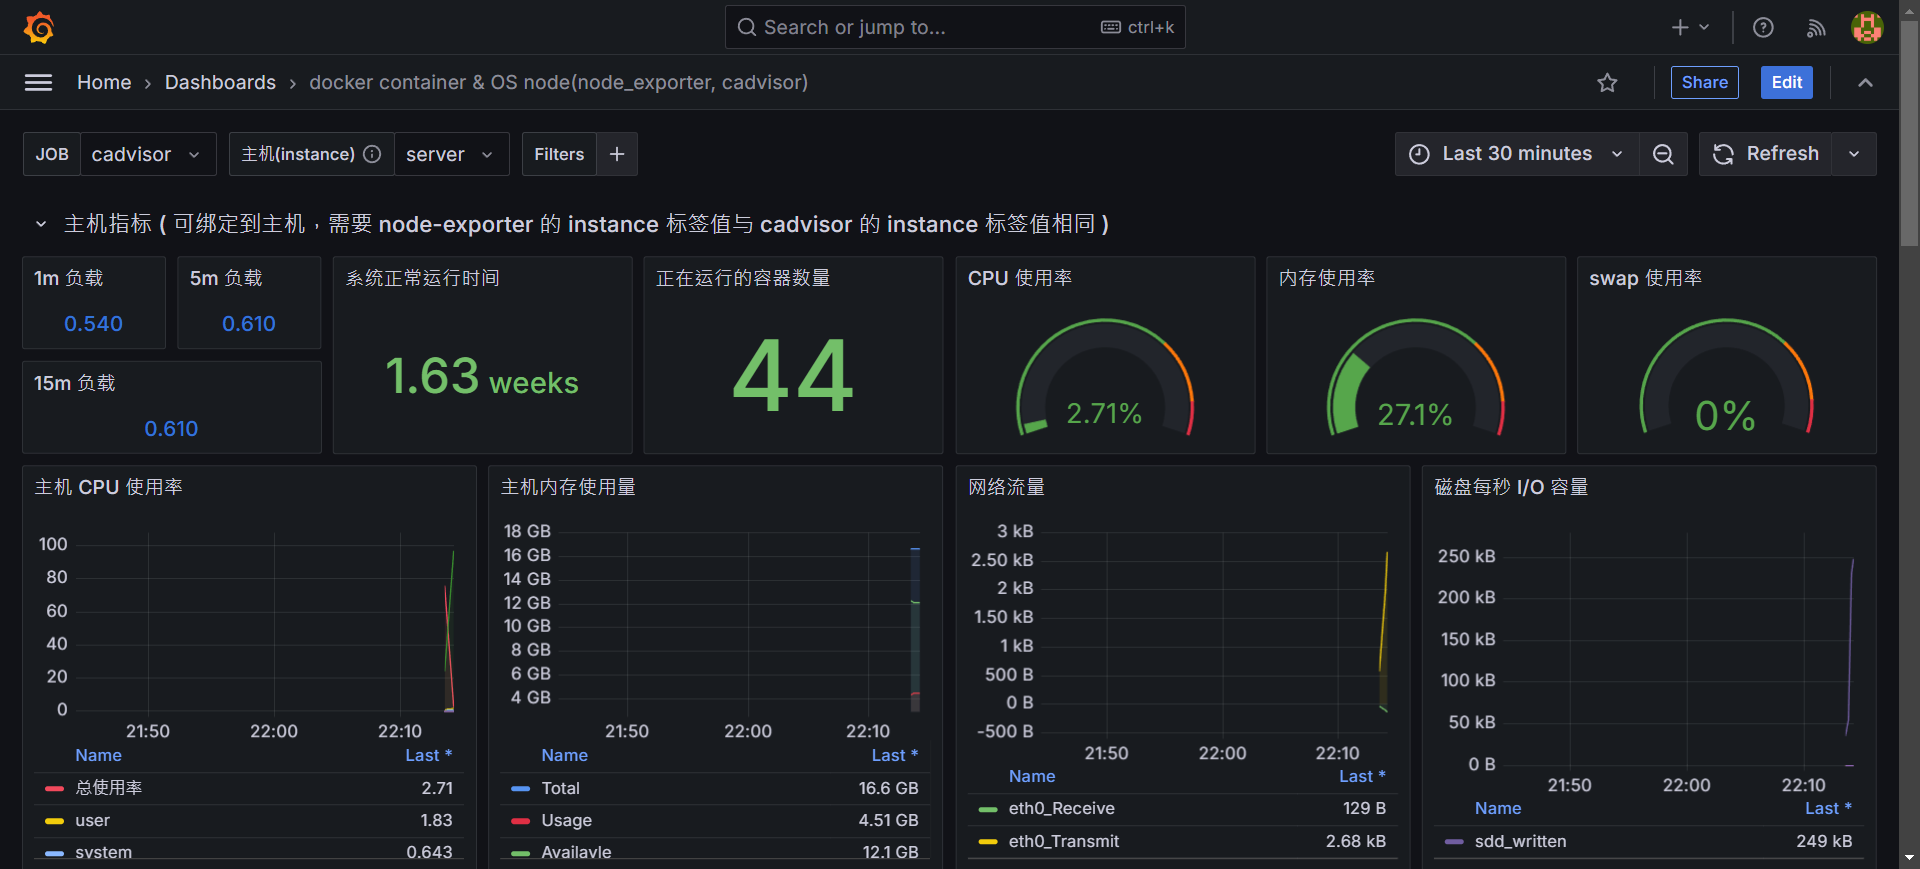 Search or jump to...
ctrl+k
Home › Dashboards › docker container & OS node(node_exporter, cadvisor)
Share
Edit
JOB cadvisor
主机(instance) server
Filters +
Last 30 minutes
Refresh
主机指标 ( 可绑定到主机，需要 node-exporter 的 instance 标签值与 cadvisor 的 instance 标签值相同 )
1m 负载
0.540
5m 负载
0.610
15m 负载
0.610
系统正常运行时间
1.63 weeks
正在运行的容器数量
44
CPU 使用率
2.71%
内存使用率
27.1%
swap 使用率
0%
主机 CPU 使用率
100
80
60
40
20
0
21:50 22:00 22:10
Name Last *
总使用率 2.71
user 1.83
system 0.643
主机内存使用量
18 GB
16 GB
14 GB
12 GB
10 GB
8 GB
6 GB
4 GB
21:50 22:00 22:10
Name Last *
Total 16.6 GB
Usage 4.51 GB
Availavle 12.1 GB
网络流量
3 kB
2.50 kB
2 kB
1.50 kB
1 kB
500 B
0 B
-500 B
21:50 22:00 22:10
Name Last *
eth0_Receive 129 B
eth0_Transmit 2.68 kB
磁盘每秒 I/O 容量
250 kB
200 kB
150 kB
100 kB
50 kB
0 B
21:50 22:00 22:10
Name Last *
sdd_written 249 kB